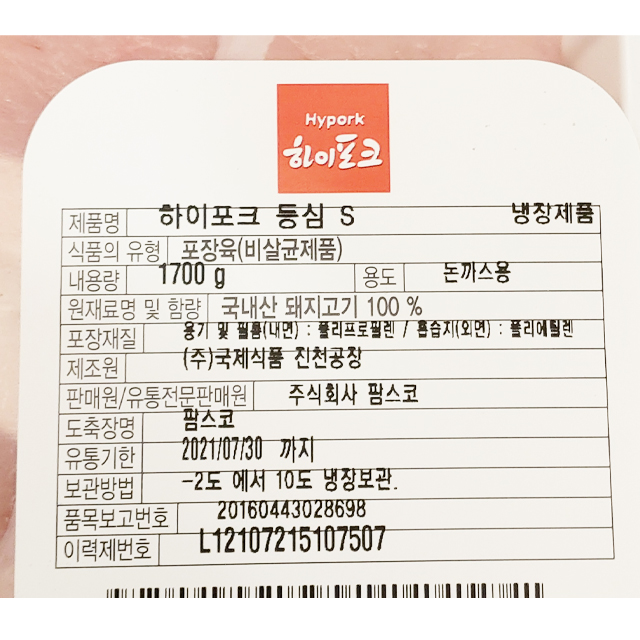 Hypork
하이포크
제품명 하이포크 등심 S 냉장제품
식품의 유형 포장육(비살균제품)
내용량 1700 g 용도 돈까스용
원재료명 및 함량 국내산 돼지고기 100 %
포장재질 용기 및 필름(내면) : 폴리프로필렌 / 흡습지(외면) : 폴리에틸렌
제조원 (주)국제식품 진천공장
판매원/유통전문판매원 주식회사 팜스코
도축장명 팜스코
유통기한 2021/07/30 까지
보관방법 -2도 에서 10도 냉장보관.
품목보고번호 20160443028698
이력제번호 L12107215107507